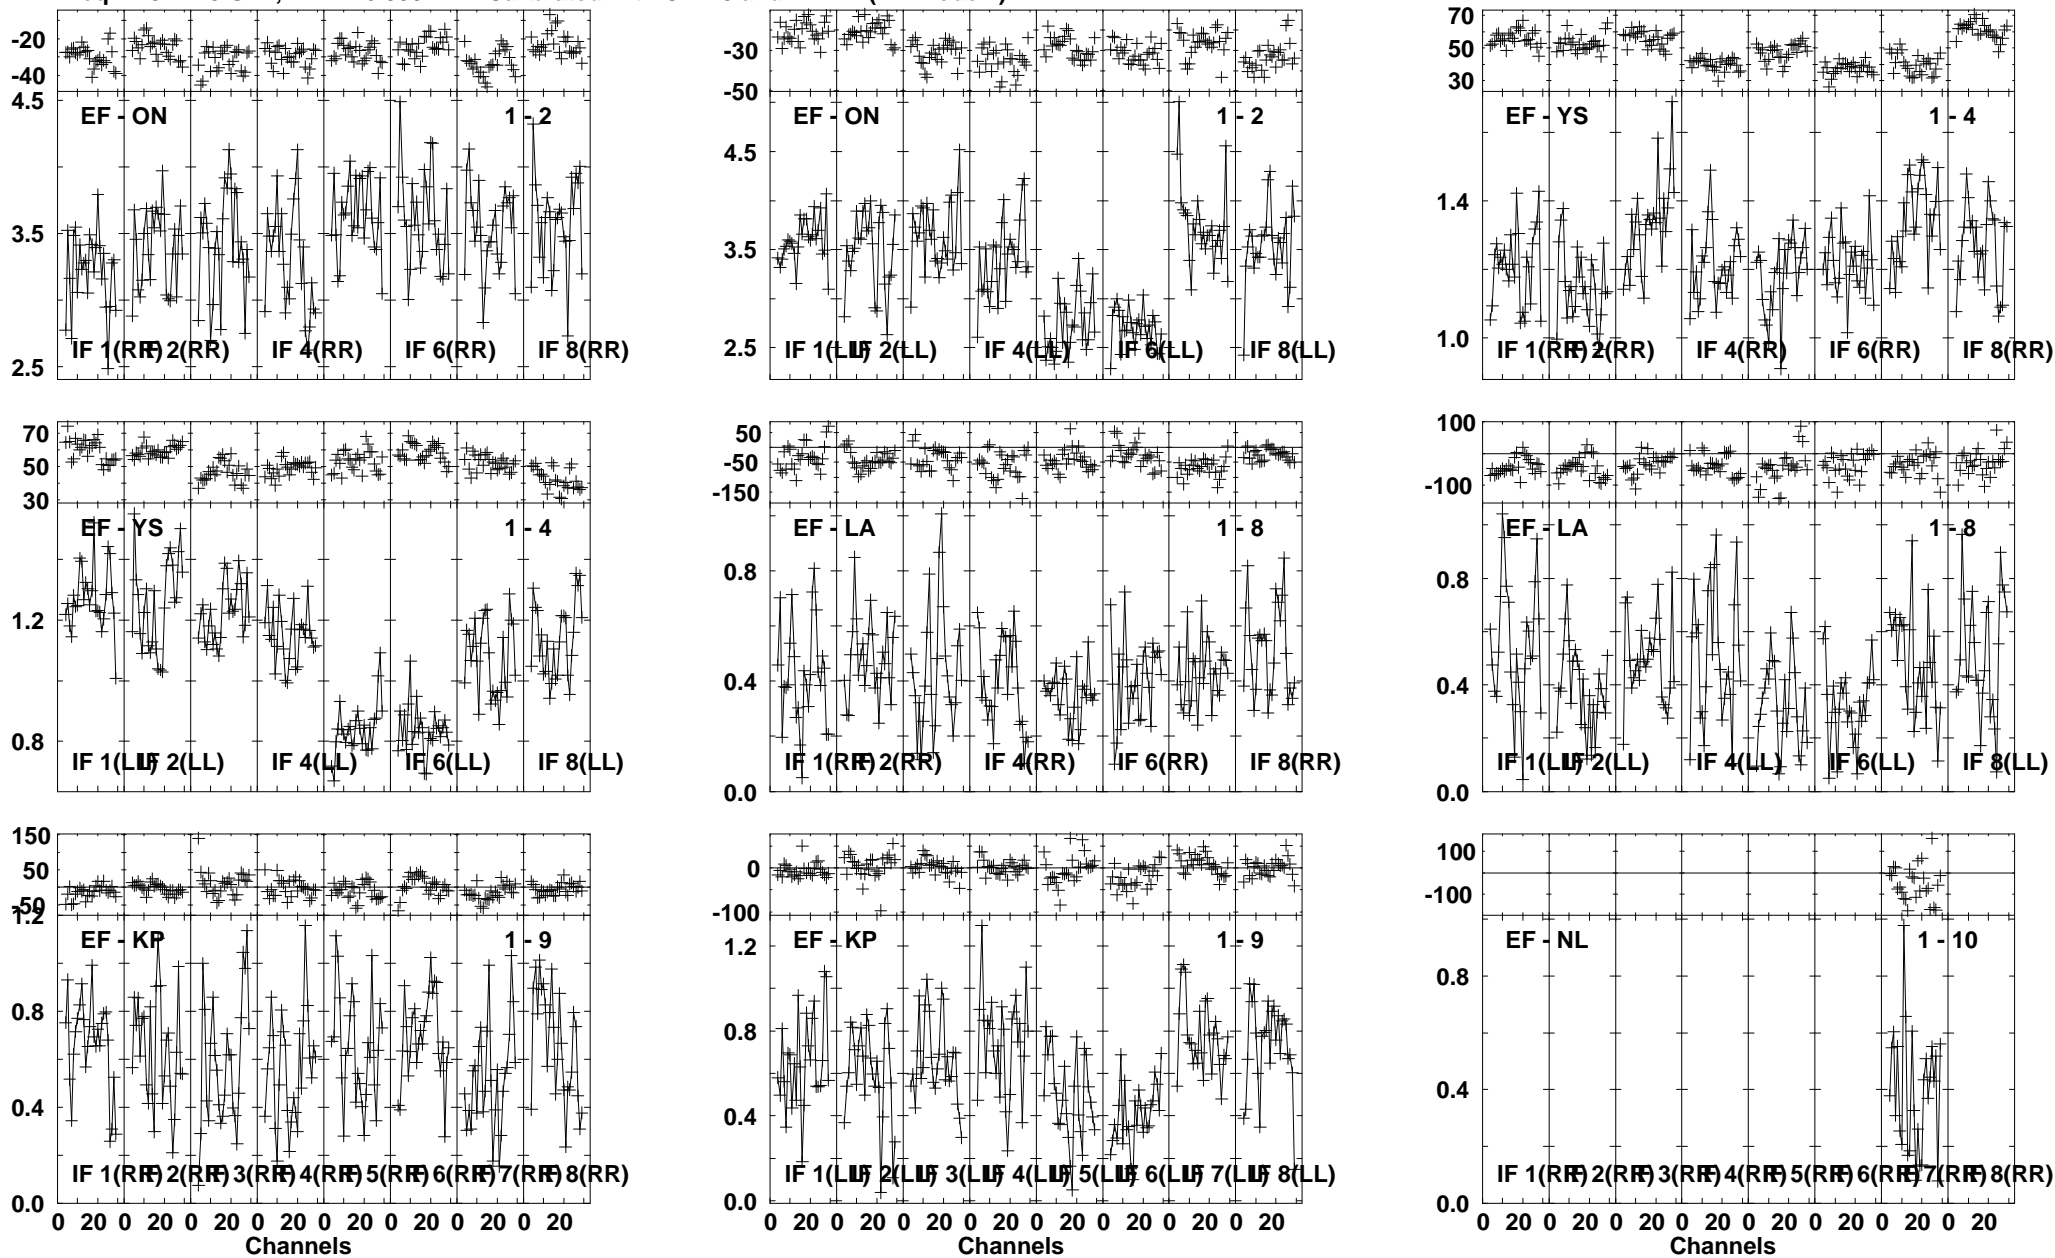 -20
-40
4.5
EF - ON 1 - 2
3.5
2.5
IF 1(RR) IF 2(RR) IF 4(RR) IF 6(RR) IF 8(RR)
-30
-50
EF - ON 1 - 2
4.5
3.5
2.5
IF 1(LL) IF 2(LL) IF 4(LL) IF 6(LL) IF 8(LL)
70
50
30
EF - YS 1 - 4
1.4
1.0
IF 1(RR) IF 2(RR) IF 4(RR) IF 6(RR) IF 8(RR)
70
50
30
EF - YS 1 - 4
1.2
0.8
IF 1(LL) IF 2(LL) IF 4(LL) IF 6(LL) IF 8(LL)
50
-50
-150
EF - LA 1 - 8
0.8
0.4
0.0
IF 1(RR) IF 2(RR) IF 4(RR) IF 6(RR) IF 8(RR)
100
-100
EF - LA 1 - 8
0.8
0.4
0.0
IF 1(LL) IF 2(LL) IF 4(LL) IF 6(LL) IF 8(LL)
150
50
-50
1.2
EF - KP 1 - 9
0.8
0.4
0.0
IF 1(RR) IF 2(RR) IF 3(RR) IF 4(RR) IF 5(RR) IF 6(RR) IF 7(RR) IF 8(RR)
0 20 0 20 0 20 0 20 0 20 0 20 0 20 0 20
Channels
0
-100
EF - KP 1 - 9
1.2
0.8
0.4
0.0
IF 1(LL) IF 2(LL) IF 3(LL) IF 4(LL) IF 5(LL) IF 6(LL) IF 7(LL) IF 8(LL)
0 20 0 20 0 20 0 20 0 20 0 20 0 20 0 20
Channels
100
-100
EF - NL 1 - 10
0.8
0.4
0.0
IF 1(RR) IF 2(RR) IF 3(RR) IF 4(RR) IF 5(RR) IF 6(RR) IF 7(RR) IF 8(RR)
0 20 0 20 0 20 0 20 0 20 0 20 0 20 0 20
Channels